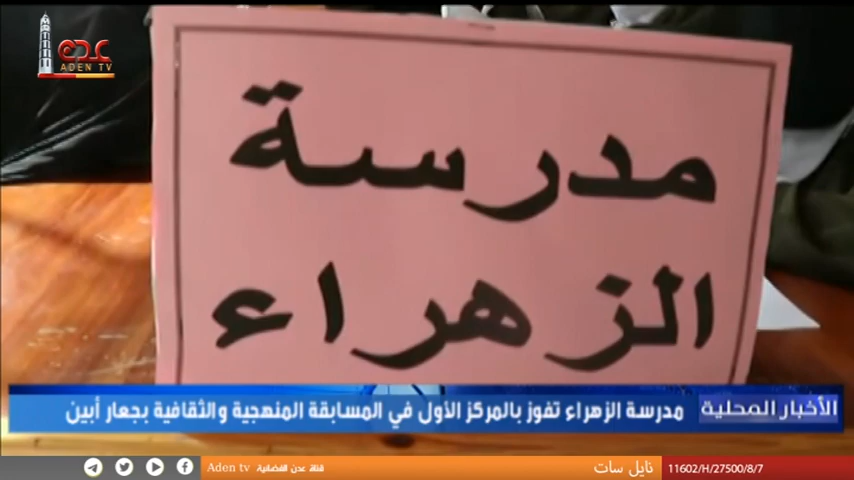 عدن
ADEN TV
مدرسة
الزهراء
الأخبار المحلية
مدرسة الزهراء تفوز بالمركز الأول في المسابقة المنهجية والثقافية بجعار أبين
Aden tv قناة عدن الفضائية
نايل سات
11602/H/27500/8/7